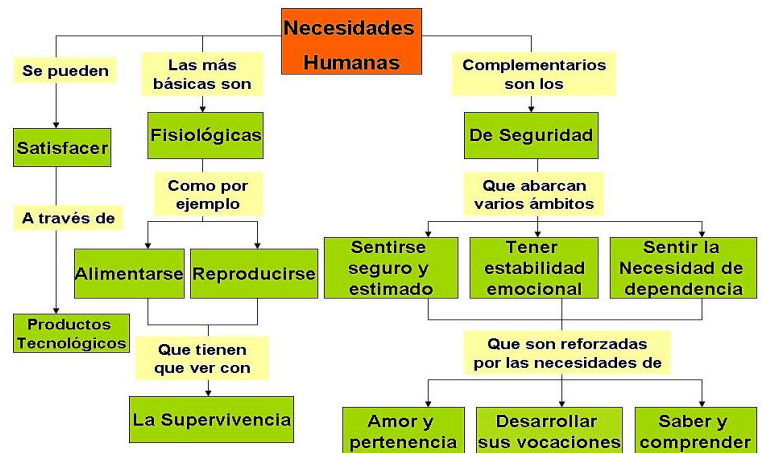 Necesidades
Humanas
Se pueden
Las más
básicas son
Complementarios
son los
Satisfacer
Fisiológicas
De Seguridad
A través de
Como por
ejemplo
Que abarcan
varios ámbitos
Alimentarse
Reproducirse
Sentirse
seguro y
estimado
Tener
estabilidad
emocional
Sentir la
Necesidad de
dependencia
Productos
Tecnológicos
Que tienen
que ver con
Que son reforzadas
por las necesidades de
La Supervivencia
Amor y
pertenencia
Desarrollar
sus vocaciones
Saber y
comprender